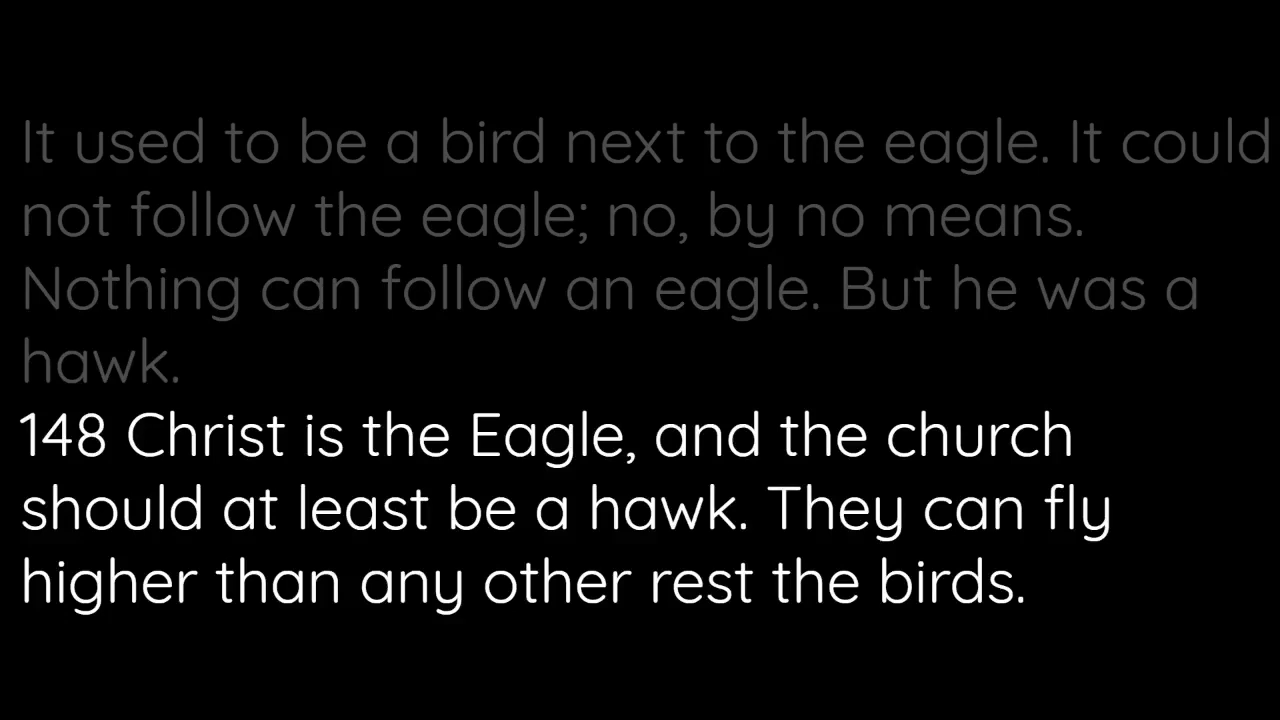 It used to be a bird next to the eagle. It could
not follow the eagle; no, by no means.
Nothing can follow an eagle. But he was a
hawk.
148 Christ is the Eagle, and the church
should at least be a hawk. They can fly
higher than any other rest the birds.